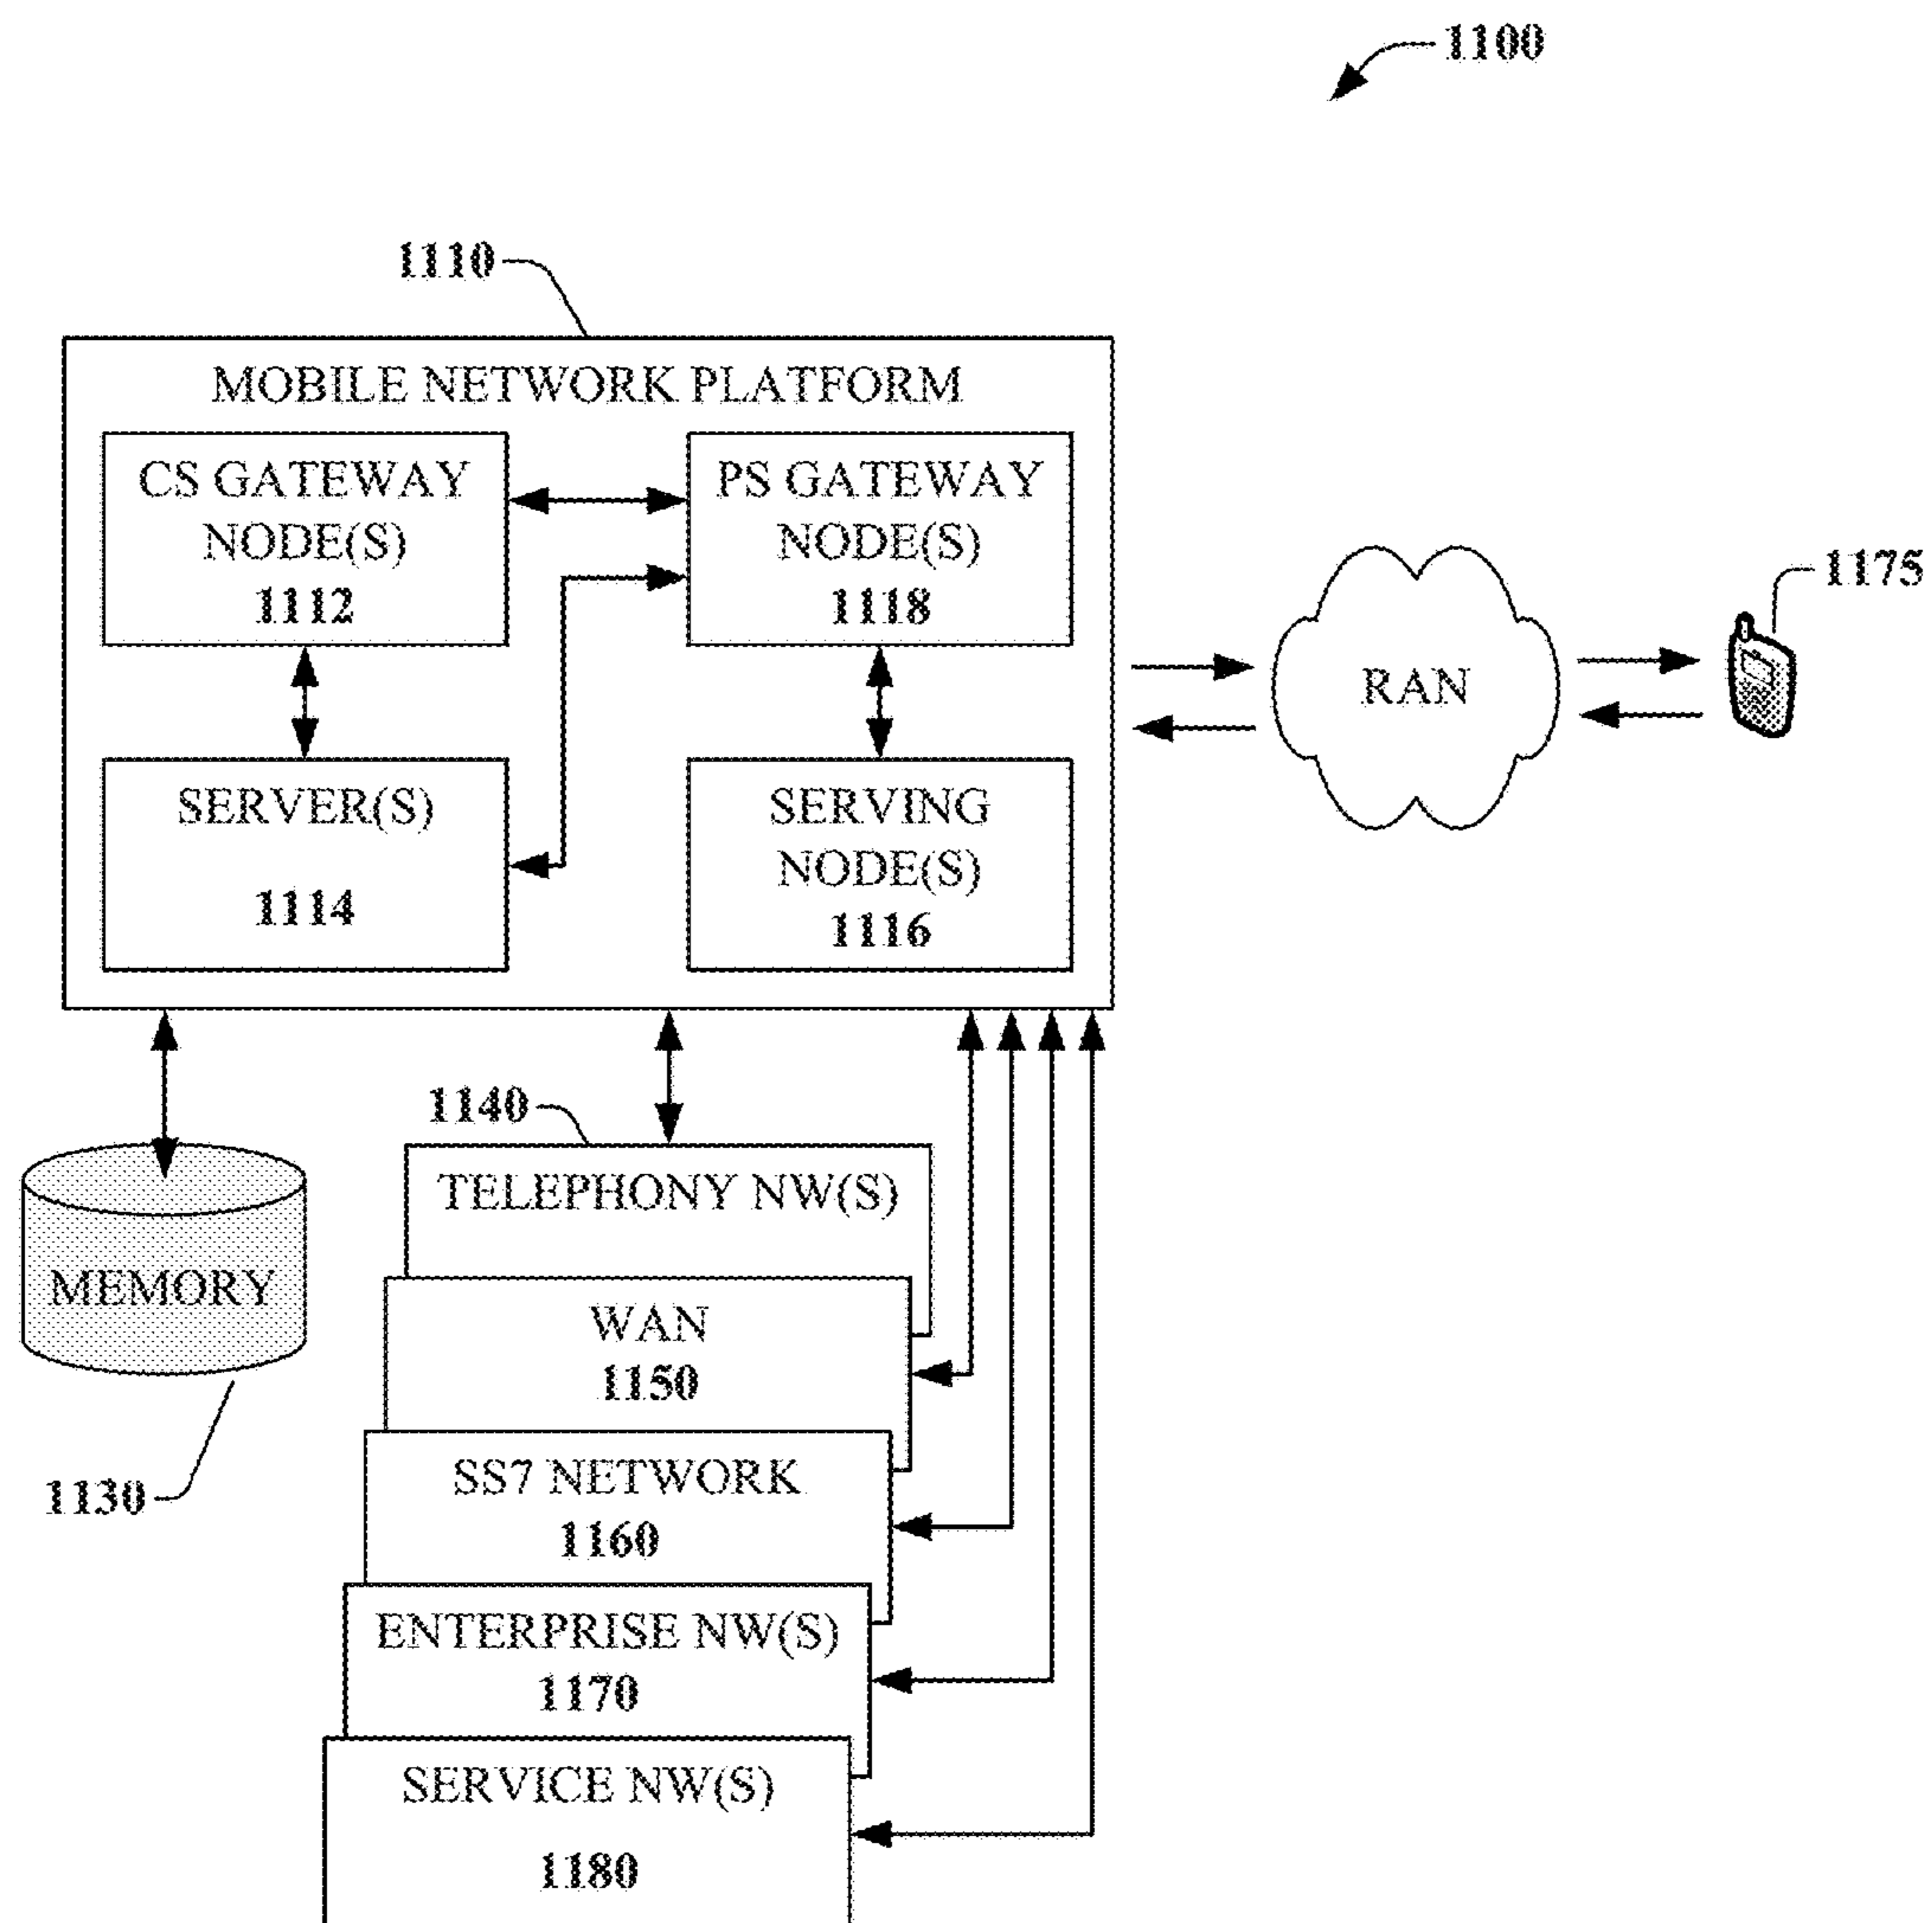 1100
1110
MOBILE NETWORK PLATFORM
CS GATEWAY
NODE(S)
1112
PS GATEWAY
NODE(S)
1118
1175
RAN
SERVER(S)
1114
SERVING
NODE(S)
1116
1140
TELEPHONY NW(S)
MEMORY
WAN
1150
1130
SS7 NETWORK
1160
ENTERPRISE NW(S)
1170
SERVICE NW(S)
1180